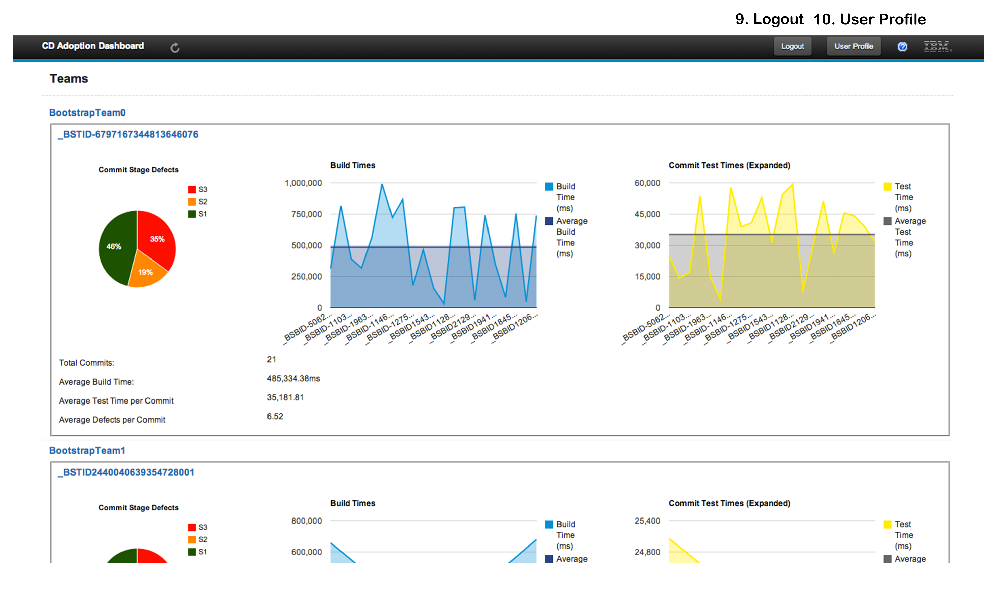 9. Logout 10. User Profile
CD Adoption Dashboard
Logout
User Profile
?
IBM.
Teams
BootstrapTeam0
_BSTID-6797167344813646076
Commit Stage Defects
S3
S2
S1
35%
46%
19%
Build Times
1,000,000
750,000
500,000
250,000
0
_BSBID-5062...
_BSBID-1103...
_BSBID-1963...
_BSBID-1146...
_BSBID-1275...
_BSBID1543...
_BSBID1128...
_BSBID2129...
_BSBID1941...
_BSBID1845...
_BSBID1206...
Build
Time
(ms)
Average
Build
Time
(ms)
Commit Test Times (Expanded)
60,000
45,000
30,000
15,000
0
_BSBID-5062...
_BSBID-1103...
_BSBID-1963...
_BSBID-1146...
_BSBID-1275...
_BSBID1543...
_BSBID1128...
_BSBID2129...
_BSBID1941...
_BSBID1845...
_BSBID1206...
Test
Time
(ms)
Average
Test
Time
(ms)
Total Commits: 21
Average Build Time: 485,334.38ms
Average Test Time per Commit 35,181.81
Average Defects per Commit 6.52
BootstrapTeam1
_BSTID2440040639354728001
Commit Stage Defects
S3
S2
S1
Build Times
800,000
600,000
Build
Time
(ms)
Average
Commit Test Times (Expanded)
25,400
24,800
Test
Time
(ms)
Average